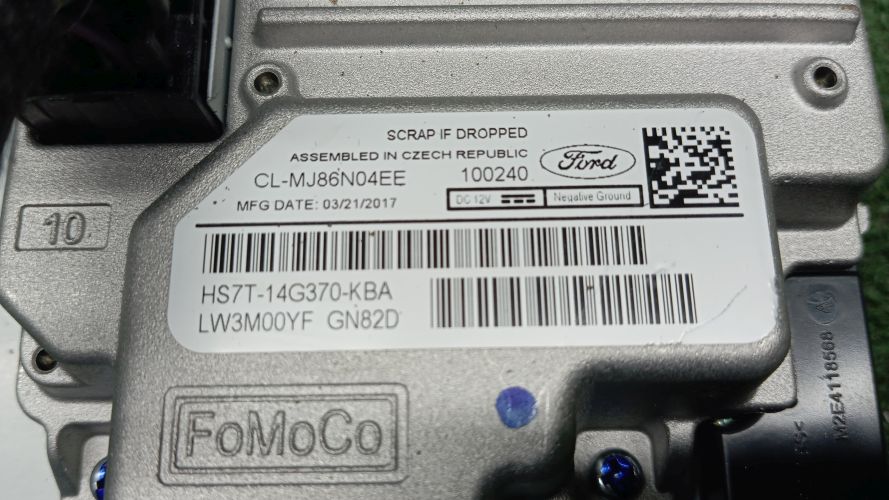 SCRAP IF DROPPED
ASSEMBLED IN CZECH REPUBLIC
Ford
CL-MJ86N04EE
100240
MFG DATE: 03/21/2017
DC 12V
Negative Ground
10
HS7T-14G370-KBA
LW3M00YF GN82D
FoMoCo
M2E4118568